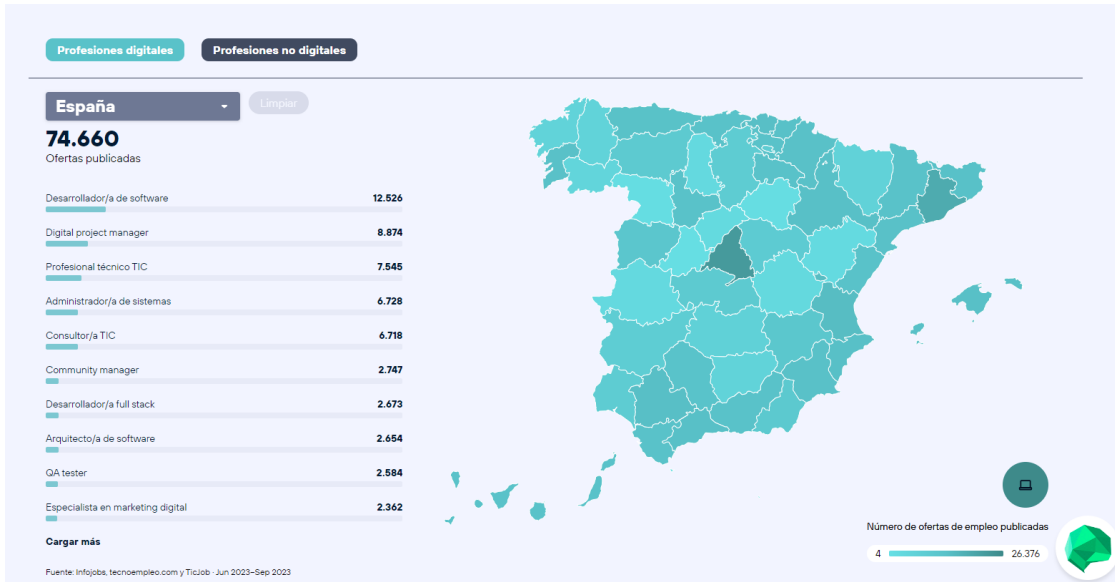 Profesiones digitales
Profesiones no digitales
España
Limpiar
74.660
Ofertas publicadas
Desarrollador/a de software 12.526
Digital project manager 8.874
Profesional técnico TIC 7.545
Administrador/a de sistemas 6.728
Consultor/a TIC 6.718
Community manager 2.747
Desarrollador/a full stack 2.673
Arquitecto/a de software 2.654
QA tester 2.584
Especialista en marketing digital 2.362
Cargar más
Fuente: Infojobs, tecnoempleo.com y TicJob · Jun 2023–Sep 2023
Número de ofertas de empleo publicadas
4 26.376